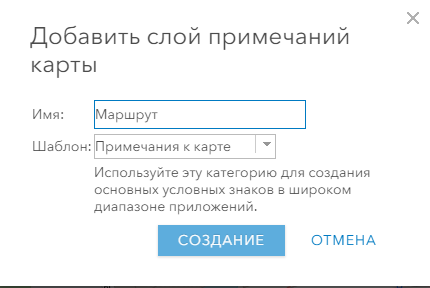 Добавить слой примечаний
карты
Имя: Маршрут
Шаблон: Примечания к карте
Используйте эту категорию для создания
основных условных знаков в широком
диапазоне приложений.
СОЗДАНИЕ ОТМЕНА